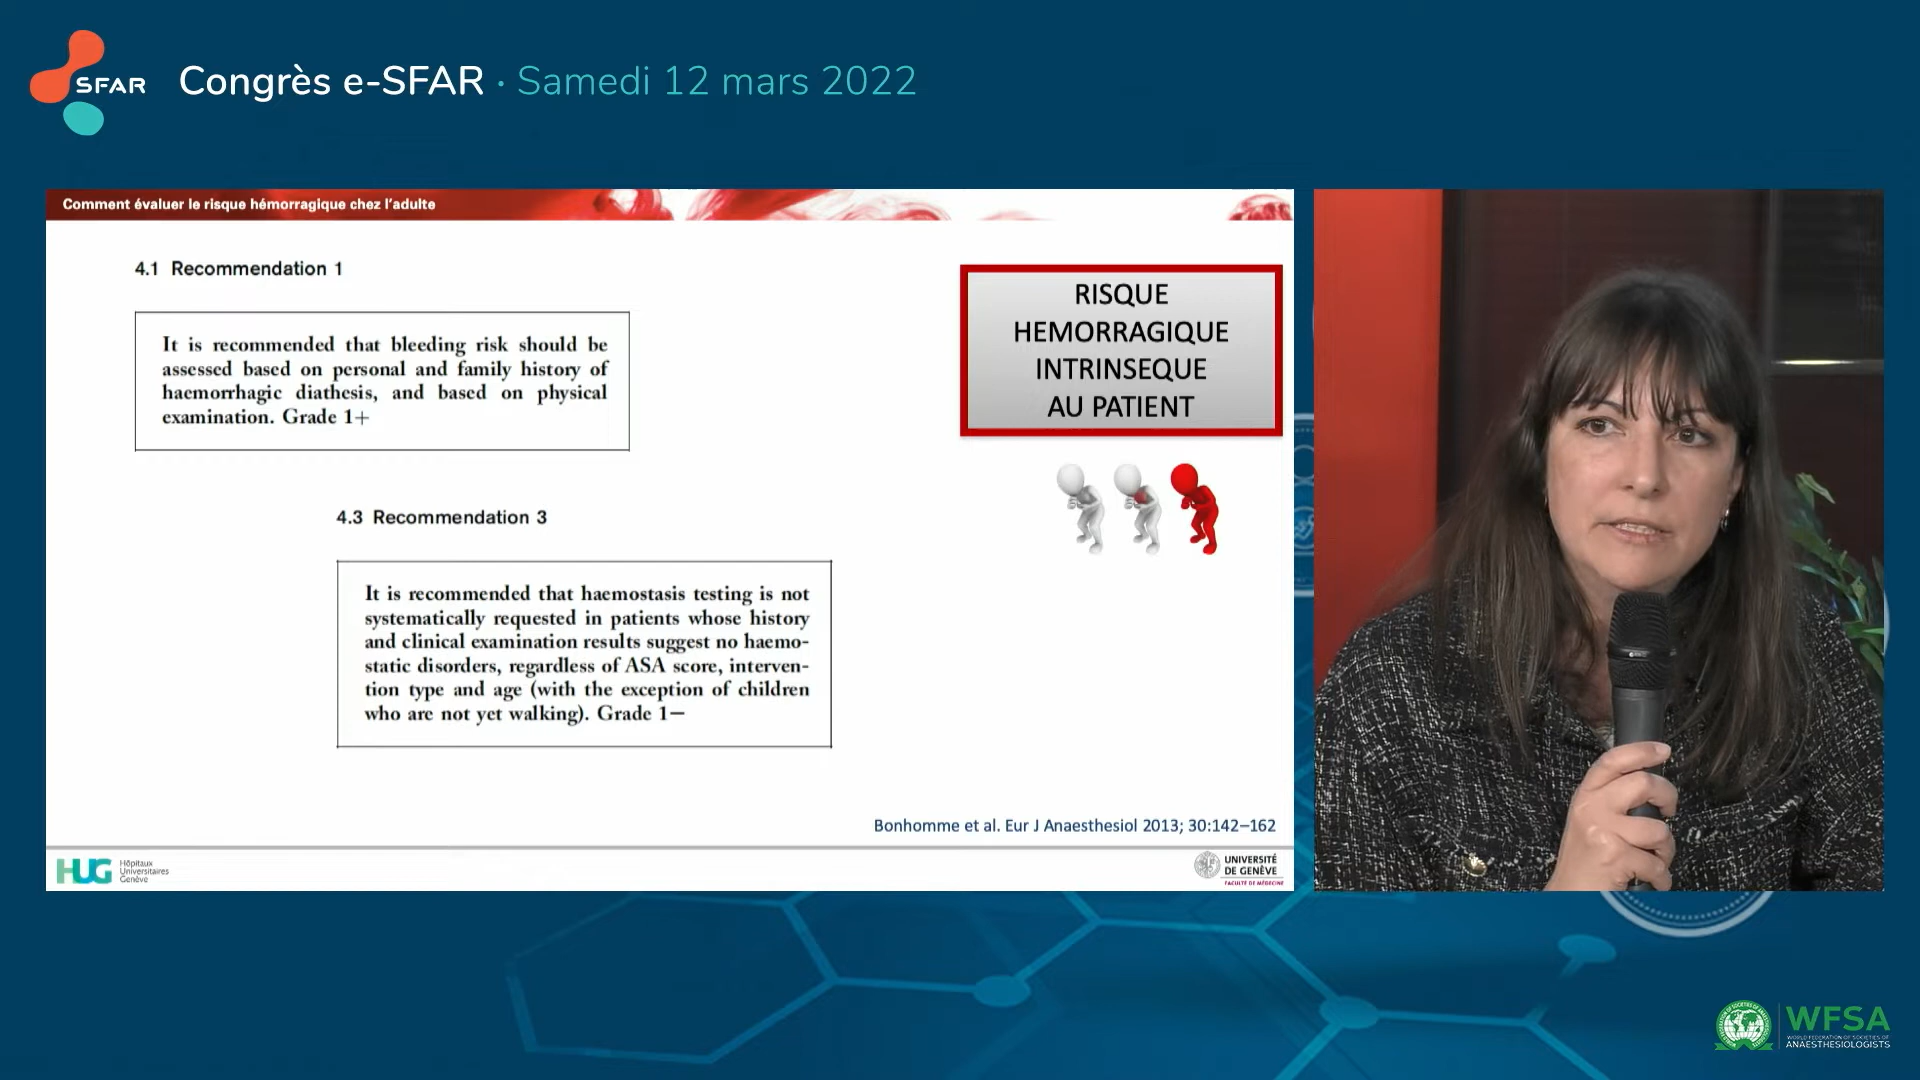 SFAR
Congrès e-SFAR · Samedi 12 mars 2022
Comment évaluer le risque hémorragique chez l'adulte
4.1 Recommendation 1
It is recommended that bleeding risk should be
assessed based on personal and family history of
haemorrhagic diathesis, and based on physical
examination. Grade 1+
RISQUE
HEMORRAGIQUE
INTRINSEQUE
AU PATIENT
4.3 Recommendation 3
It is recommended that haemostasis testing is not
systematically requested in patients whose history
and clinical examination results suggest no haemo-
static disorders, regardless of ASA score, interven-
tion type and age (with the exception of children
who are not yet walking). Grade 1−
Bonhomme et al. Eur J Anaesthesiol 2013; 30:142–162
HUG
Hôpitaux
Universitaires
Genève
UNIVERSITÉ
DE GENÈVE
FACULTÉ DE MÉDECINE
WFSA
WORLD FEDERATION OF SOCIETIES OF
ANAESTHESIOLOGISTS